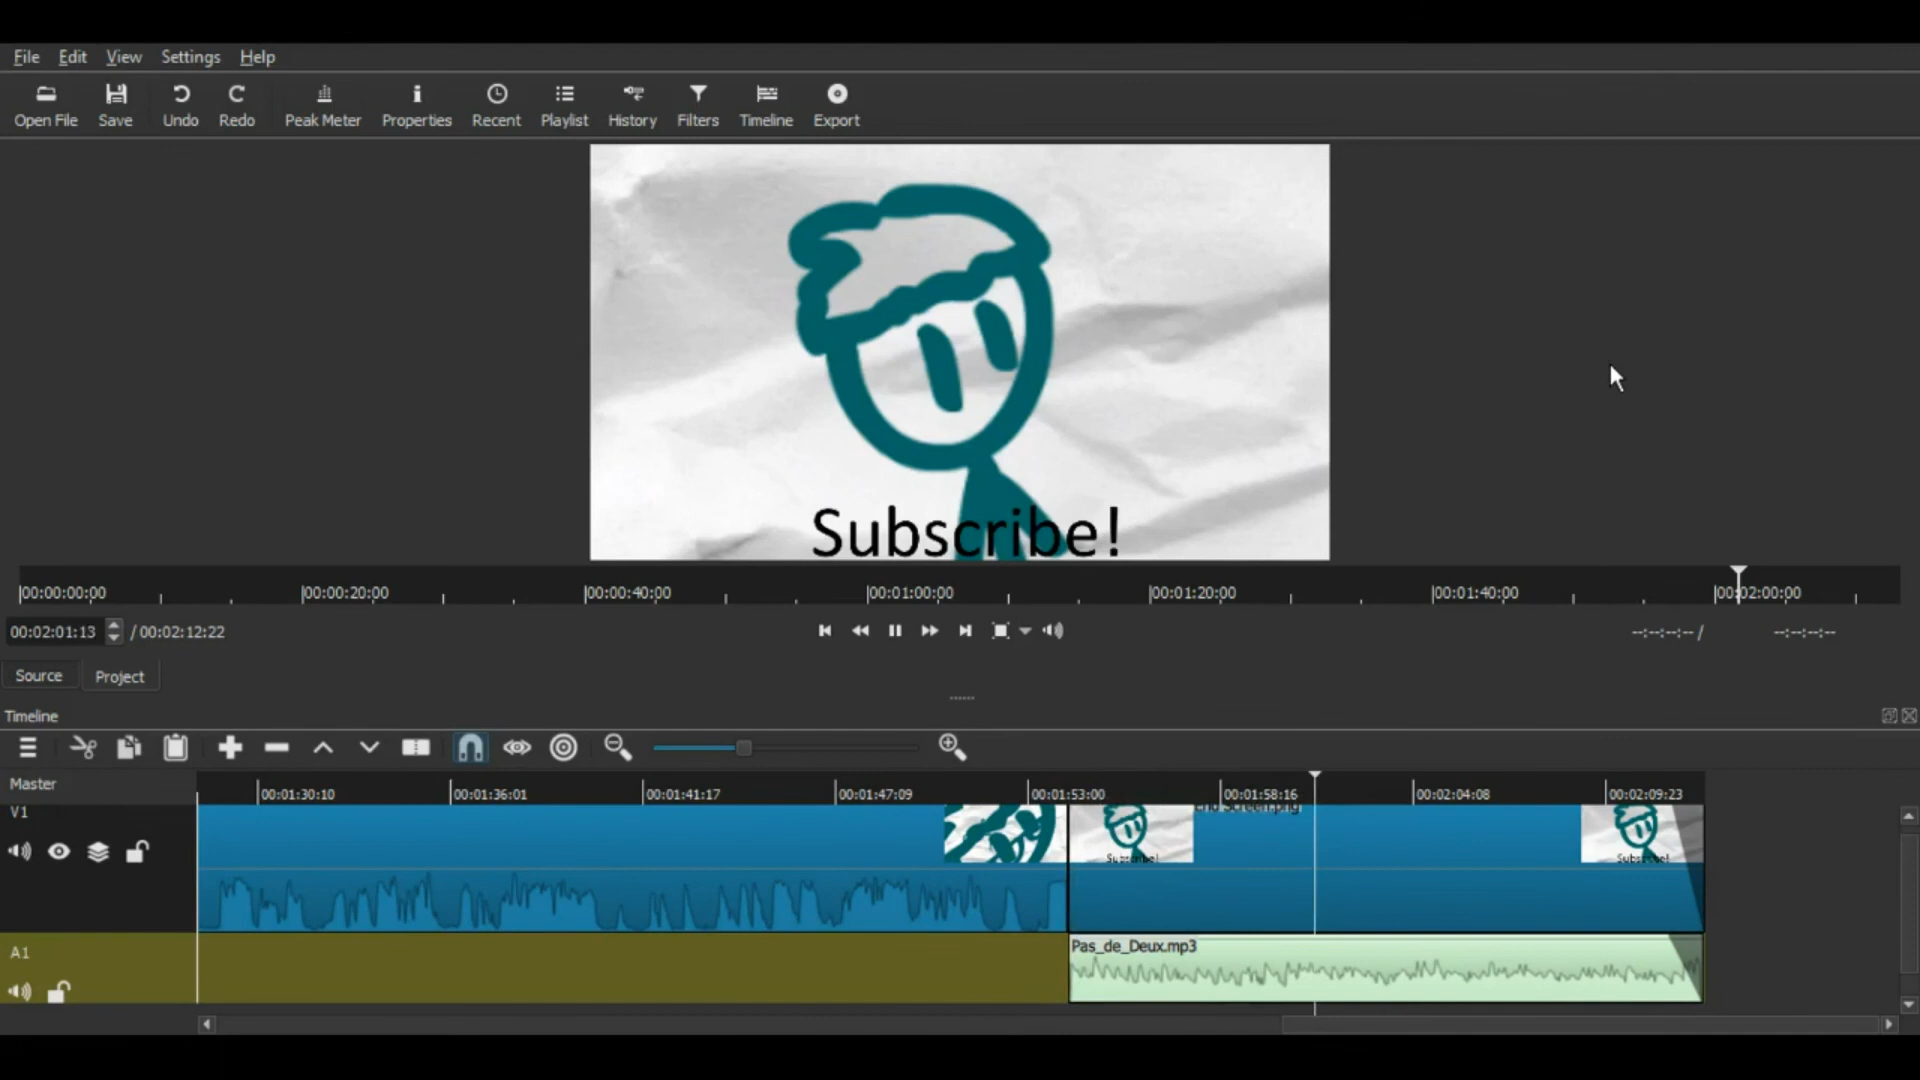 File Edit View Settings Help
Open File Save Undo Redo Peak Meter Properties Recent Playlist History Filters Timeline Export
Subscribe!
00:00:00;00 00:00:20;00 00:00:40;00 00:01:00;00 00:01:20;00 00:01:40;00 00:02:00;00
00:02:01:13 / 00:02:12:22 --:--:--:-- / --:--:--:--
Source Project
Timeline
Master 00:01:30:10 00:01:36:01 00:01:41:17 00:01:47:09 00:01:53:00 00:01:58:16 00:02:04:08 00:02:09:23
V1 End Screen.png
Subscribe! Subscribe!
A1 Pas_de_Deux.mp3